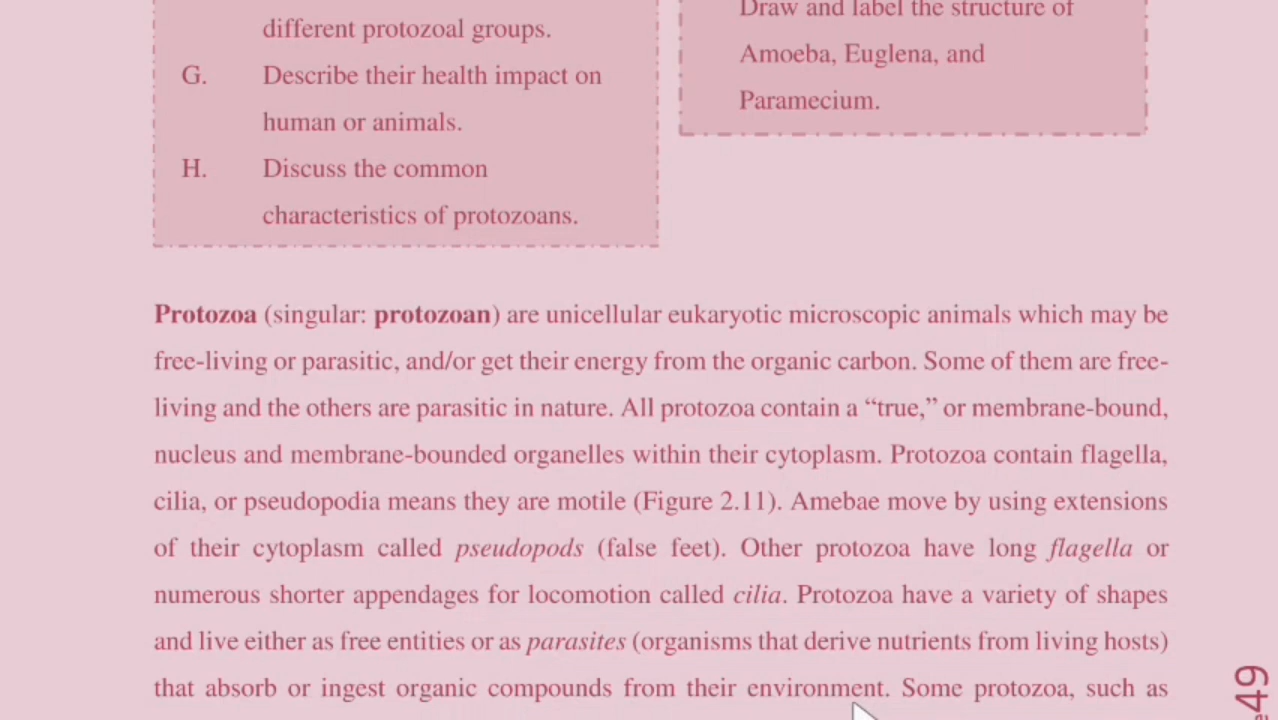 different protozoal groups.
G. Describe their health impact on
human or animals.
H. Discuss the common
characteristics of protozoans.
Draw and label the structure of
Amoeba, Euglena, and
Paramecium.
Protozoa (singular: protozoan) are unicellular eukaryotic microscopic animals which may be
free-living or parasitic, and/or get their energy from the organic carbon. Some of them are free-
living and the others are parasitic in nature. All protozoa contain a “true,” or membrane-bound,
nucleus and membrane-bounded organelles within their cytoplasm. Protozoa contain flagella,
cilia, or pseudopodia means they are motile (Figure 2.11). Amebae move by using extensions
of their cytoplasm called pseudopods (false feet). Other protozoa have long flagella or
numerous shorter appendages for locomotion called cilia. Protozoa have a variety of shapes
and live either as free entities or as parasites (organisms that derive nutrients from living hosts)
that absorb or ingest organic compounds from their environment. Some protozoa, such as
49